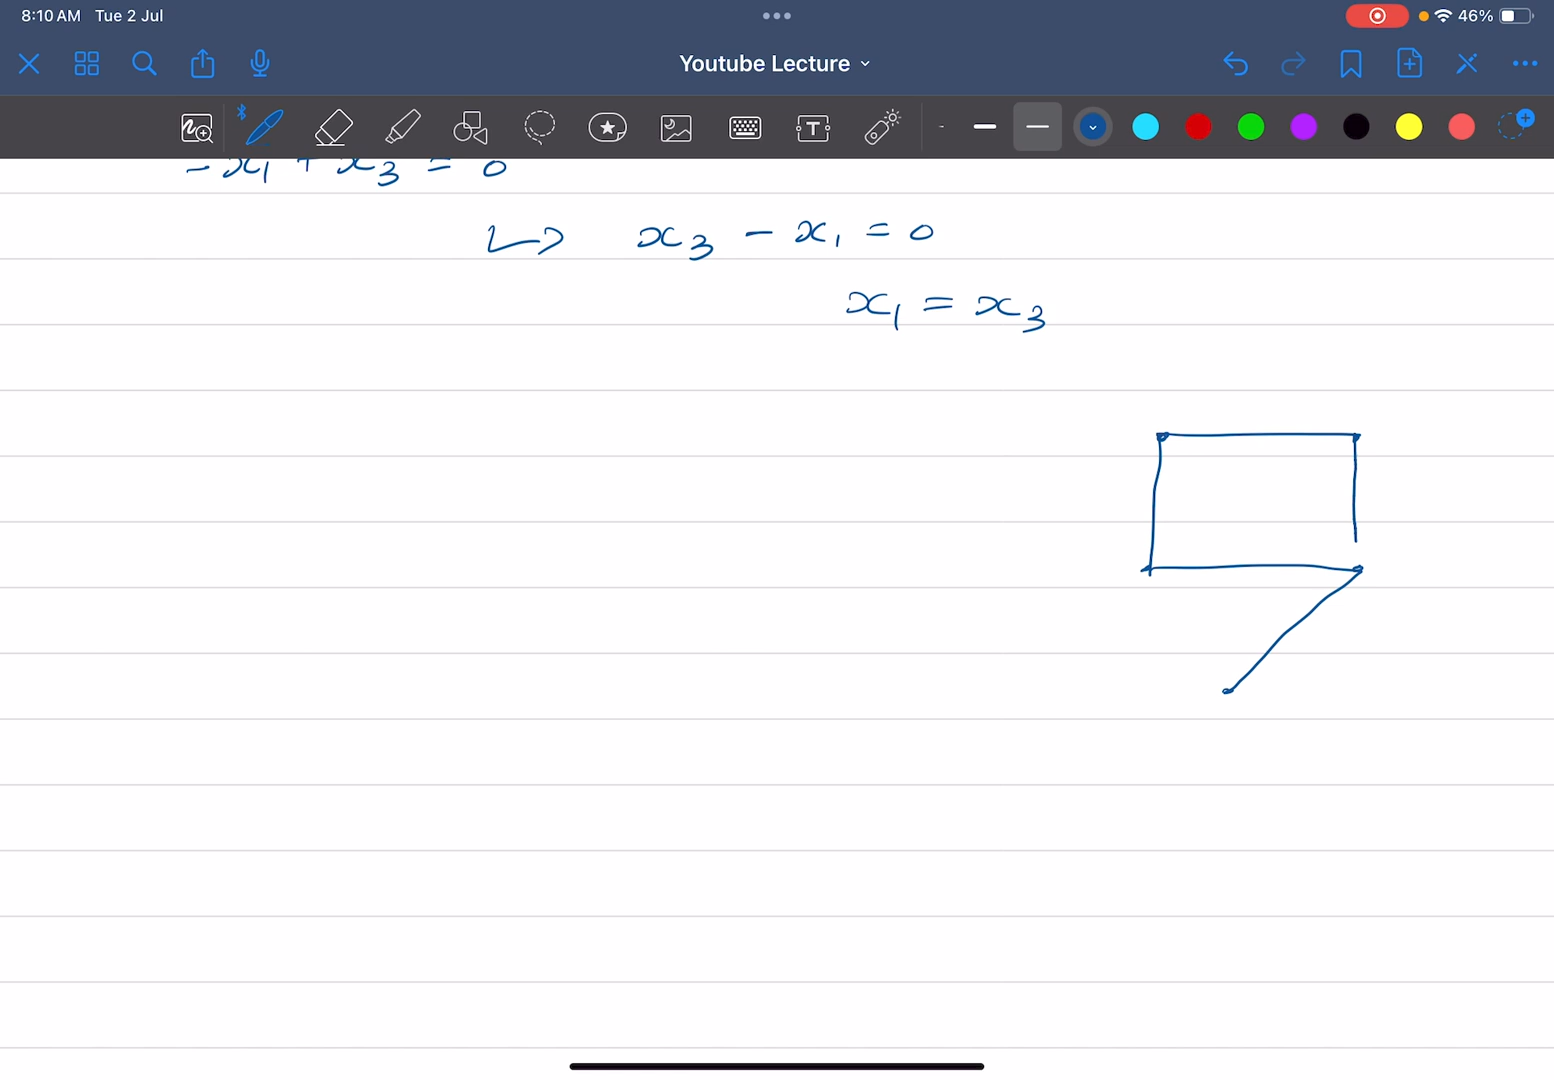 8:10 AM Tue 2 Jul
46%
Youtube Lecture
T
-x₁ + x₃ = 0
↳ x₃ - x₁ = 0
x₁ = x₃